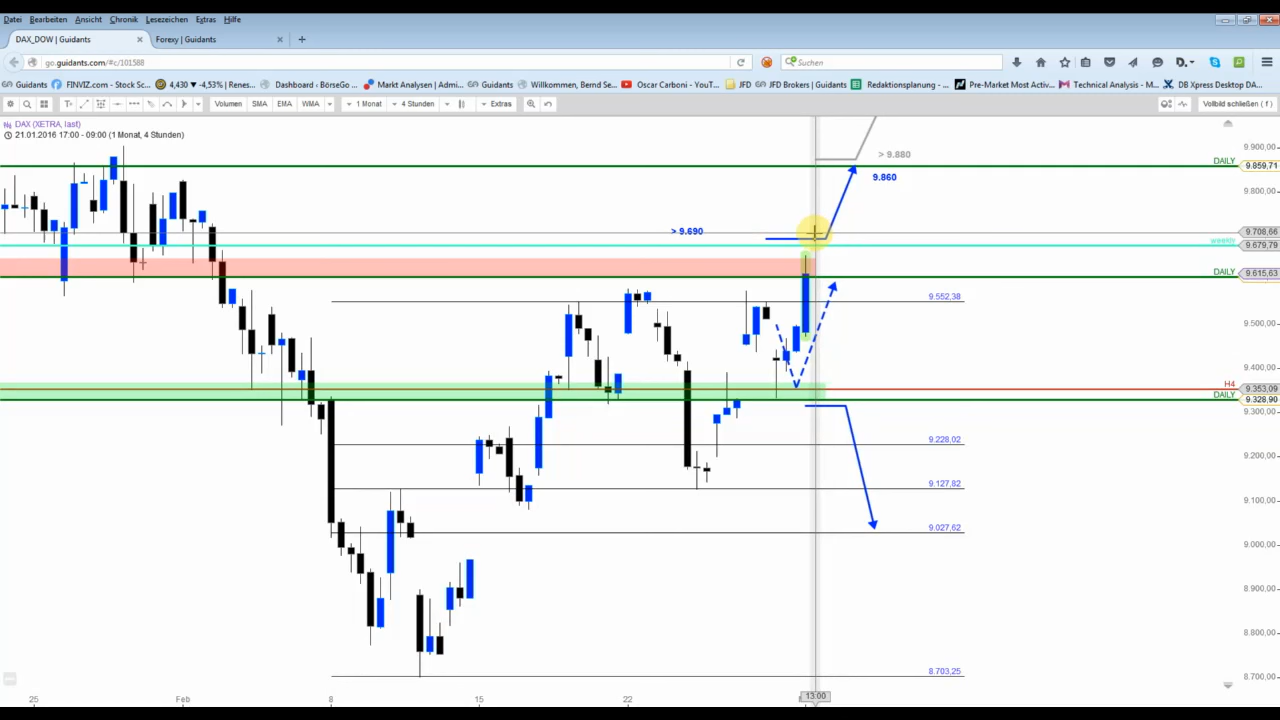 Datei Bearbeiten Ansicht Chronik Lesezeichen Extras Hilfe
DAX_DOW | Guidants Forexy | Guidants
go.guidants.com/#c/101588 Suchen
Guidants FINVIZ.com - Stock Sc... 4,430 -4,53% | Renes... Dashboard ‹ BörseGo ... Markt Analysen | Admi... Guidants Willkommen, Bernd Se... Oscar Carboni - YouT... JFD JFD Brokers | Guidants Redaktionsplanung - ... Pre-Market Most Activ... Technical Analysis - M... DB Xpress Desktop DA...
Volumen SMA EMA WMA 1 Monat 4 Stunden Extras Vollbild schließen ( f )
DAX (XETRA, last)
21.01.2016 17:00 - 09:00 (1 Monat, 4 Stunden)
9.900,00
> 9.880
DAILY 9.859,71
9.860
9.800,00
> 9.690 9.708,66
weekly 9.679,79
DAILY 9.615,63
9.552,38
9.500,00
9.400,00
H4 9.353,09
DAILY 9.328,90
9.300,00
9.228,02
9.200,00
9.127,82
9.100,00
9.027,62
9.000,00
8.900,00
8.800,00
8.703,25
8.700,00
25 Feb 8 15 22 13:00